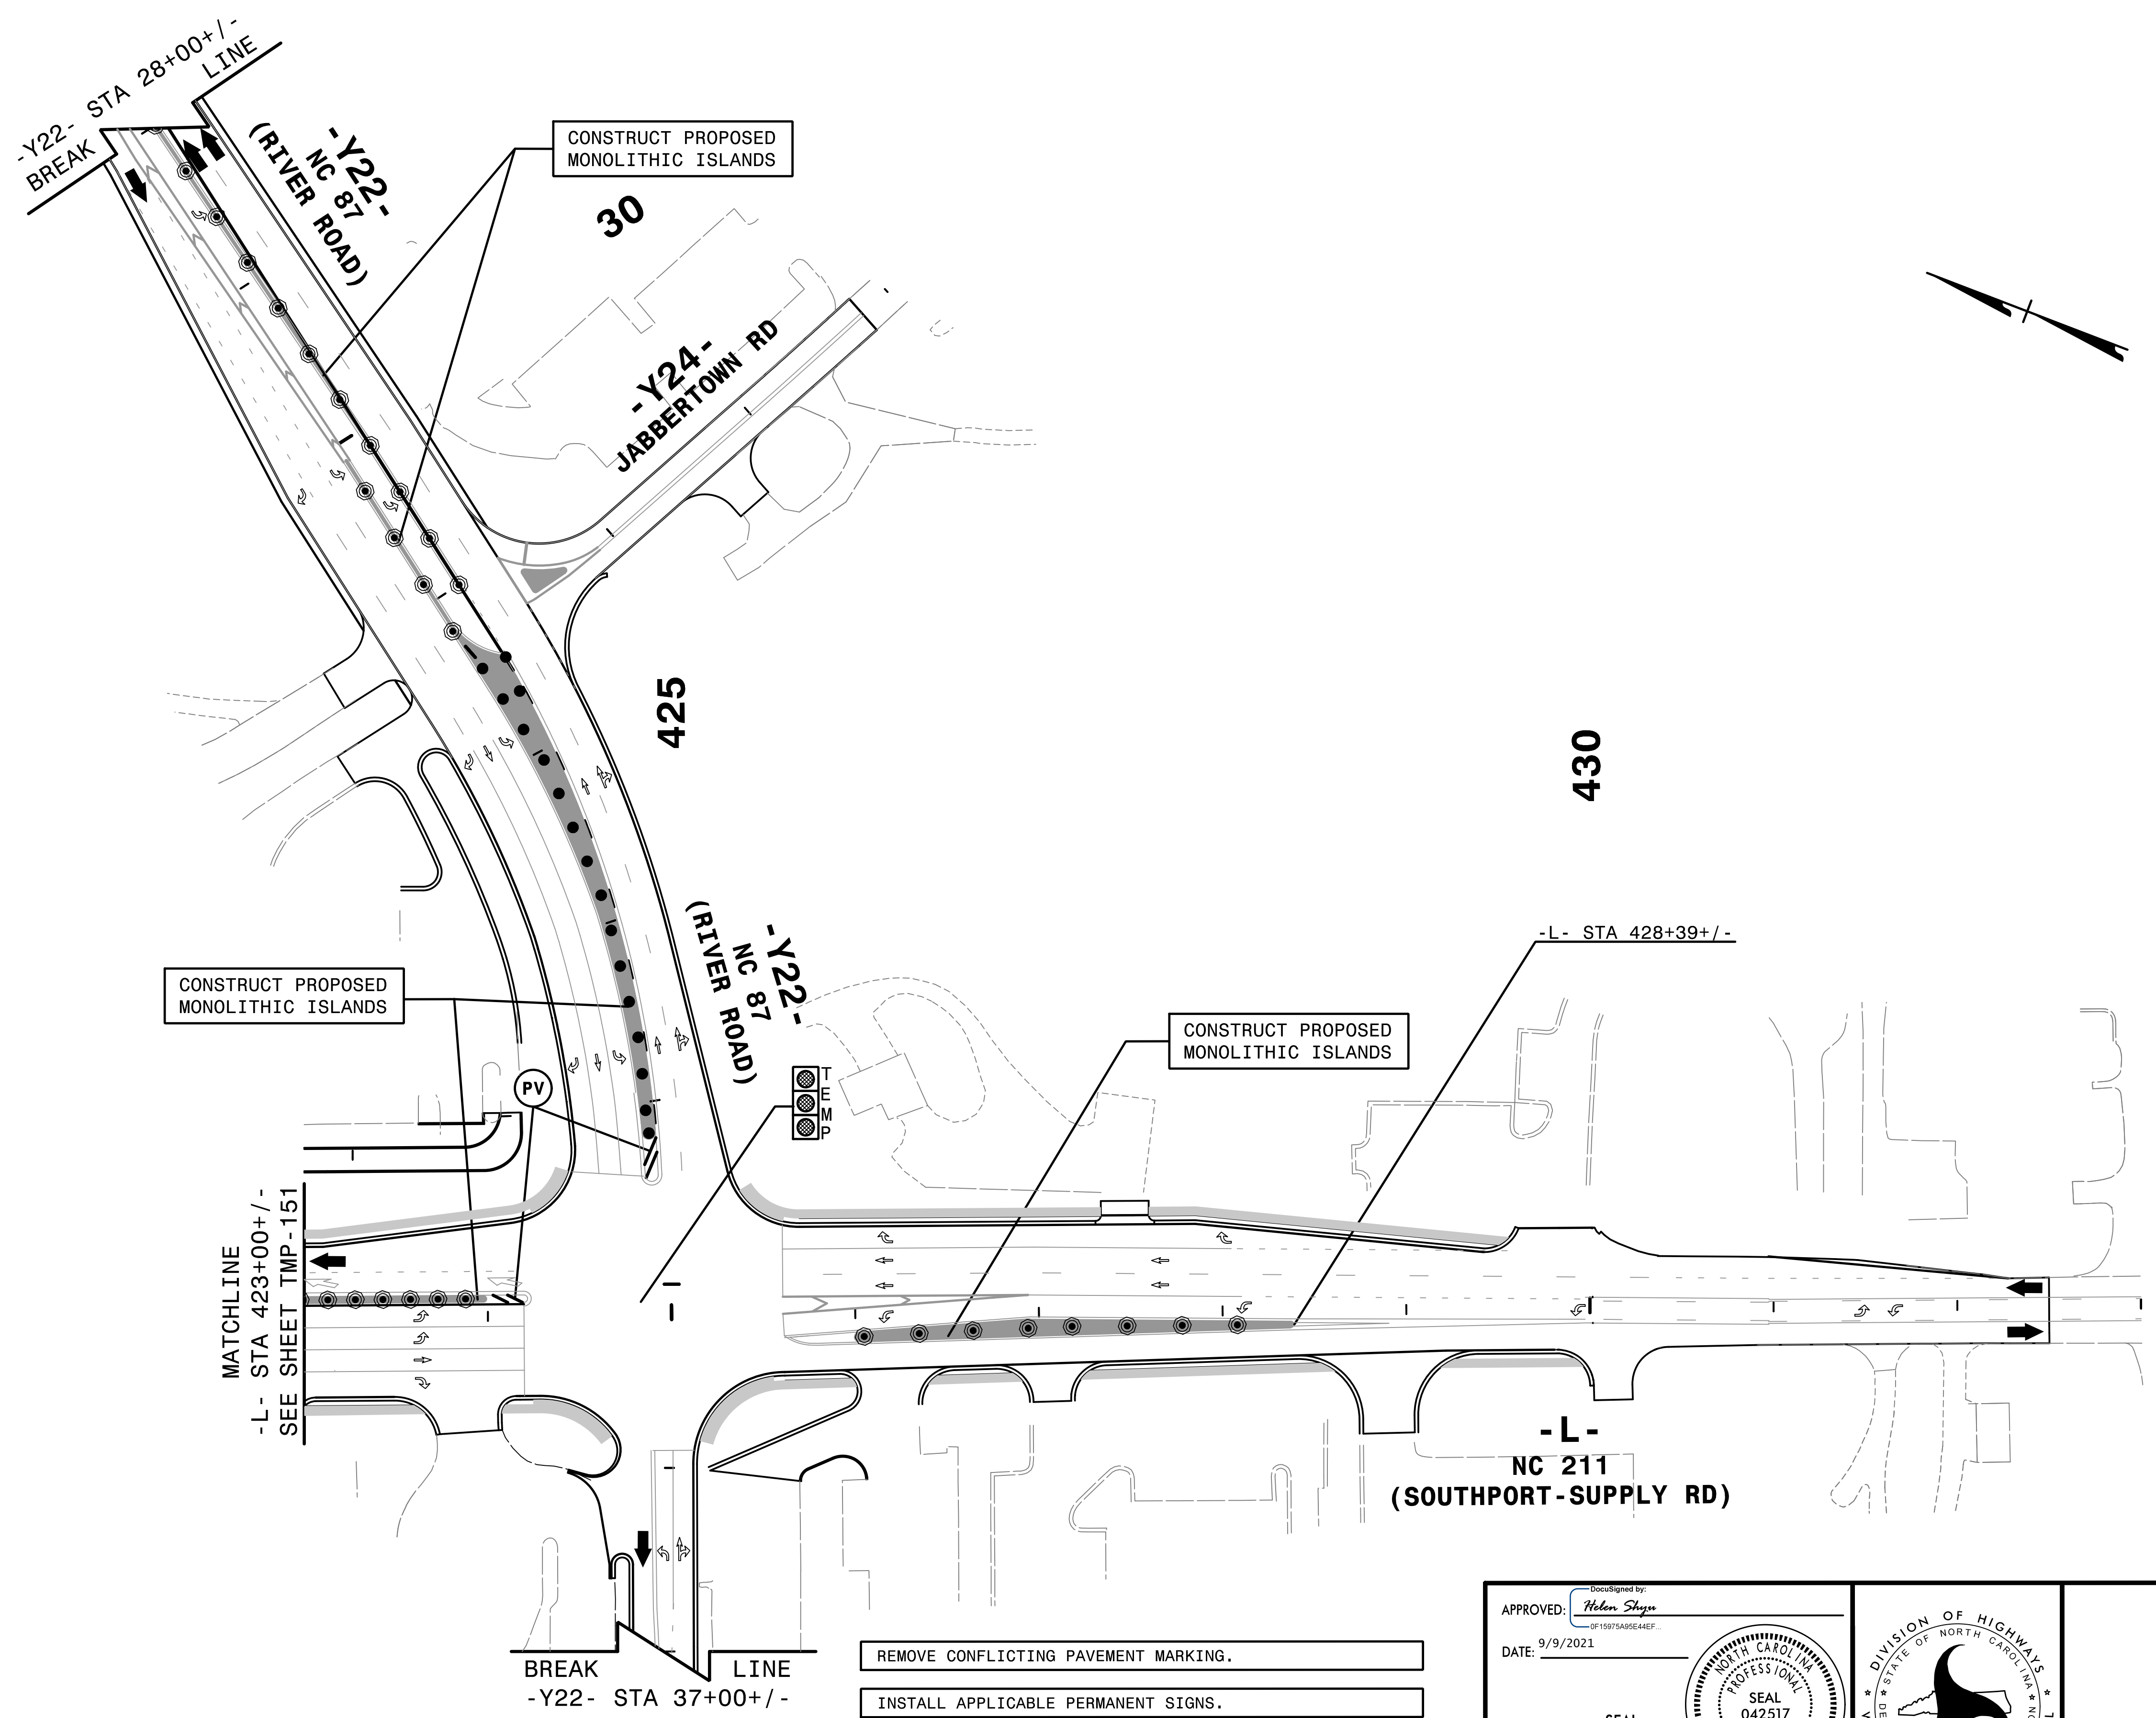 -Y22- STA 28+00+/-
BREAK LINE
-Y22-
NC 87
(RIVER ROAD)
CONSTRUCT PROPOSED
MONOLITHIC ISLANDS
30
-Y24-
JABBERTOWN RD
425
430
-Y22-
NC 87
(RIVER ROAD)
-L- STA 428+39+/-
CONSTRUCT PROPOSED
MONOLITHIC ISLANDS
CONSTRUCT PROPOSED
MONOLITHIC ISLANDS
PV
TEMP
MATCHLINE
-L- STA 423+00+/-
SEE SHEET TMP-151
-L-
NC 211
(SOUTHPORT-SUPPLY RD)
BREAK LINE
-Y22- STA 37+00+/-
REMOVE CONFLICTING PAVEMENT MARKING.
INSTALL APPLICABLE PERMANENT SIGNS.
DocuSigned by:
APPROVED: Helen Shyu
0F15975A95E44EF...
DATE: 9/9/2021
NORTH CAROLINA
PROFESSIONAL
SEAL
042517
SEAL
DIVISION OF HIGHWAYS
STATE OF NORTH CAROLINA